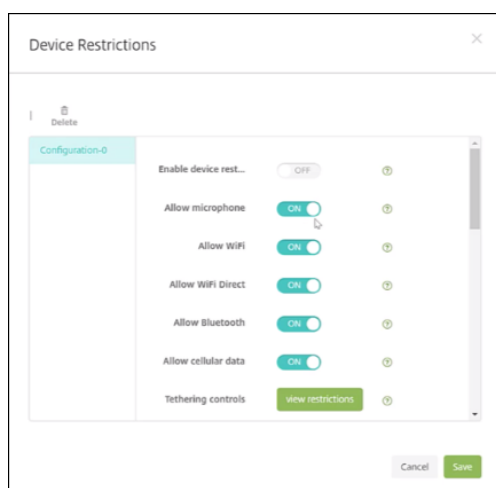 Device Restrictions
Delete
Configuration-0
Enable device rest... OFF
Allow microphone ON
Allow WiFi ON
Allow WiFi Direct ON
Allow Bluetooth ON
Allow cellular data ON
Tethering controls view restrictions
Cancel Save